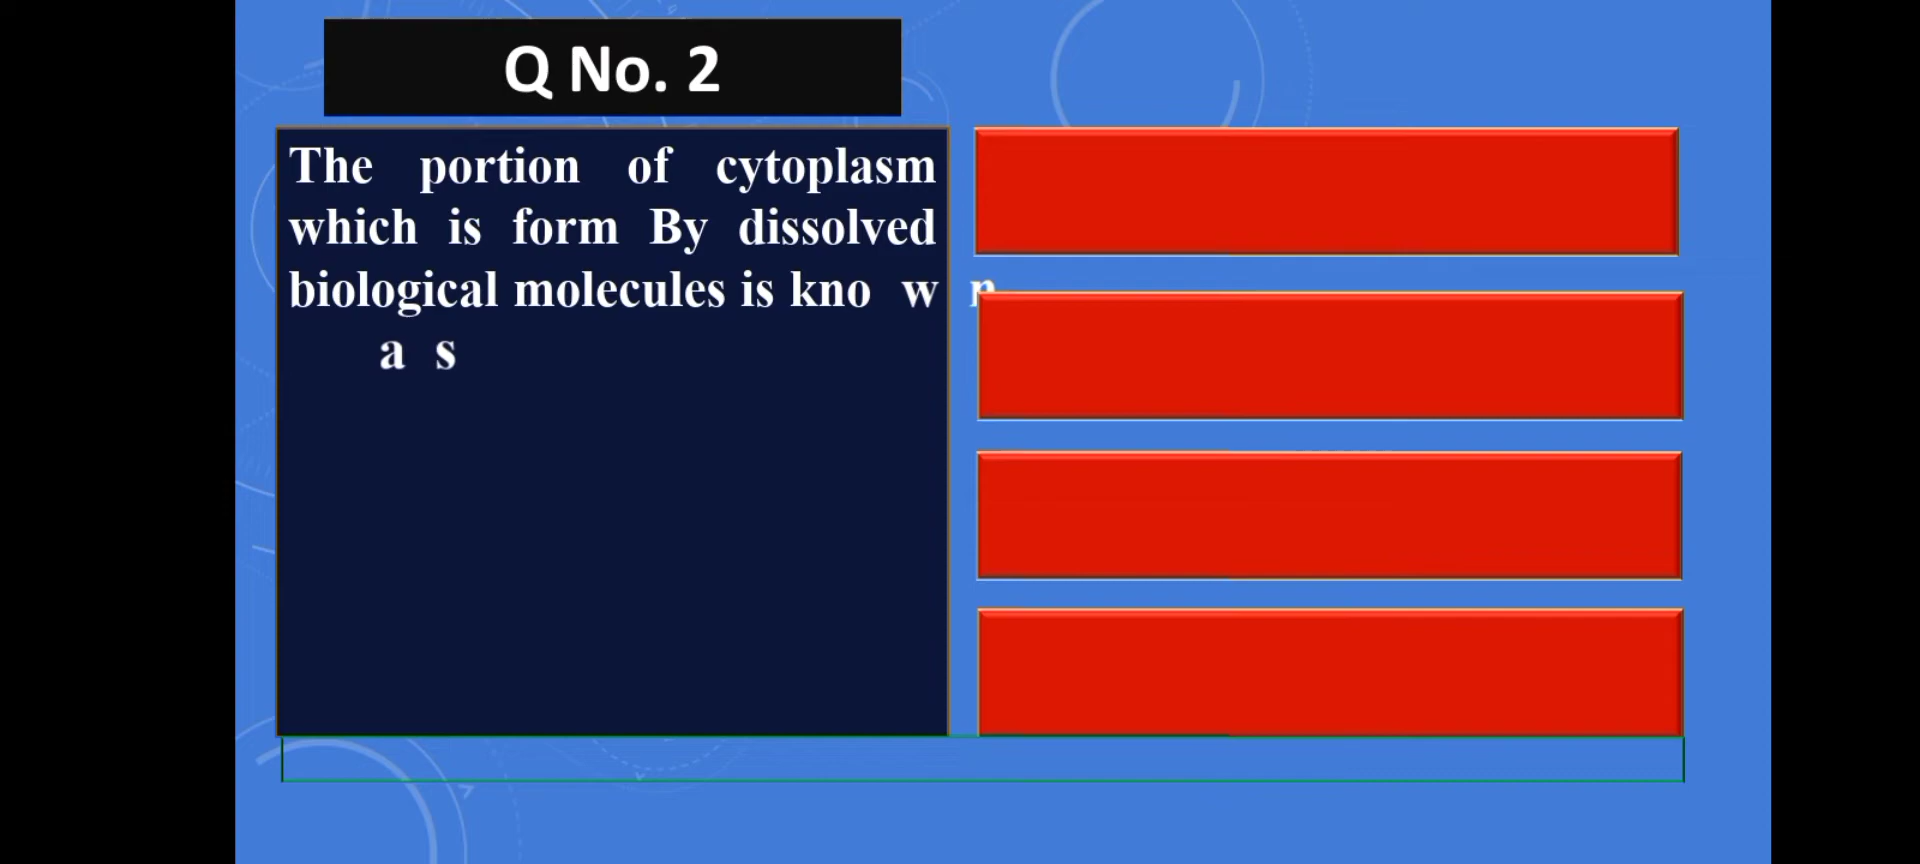 Q No. 2
The portion of cytoplasm
which is form By dissolved
biological molecules is kno w n
a s